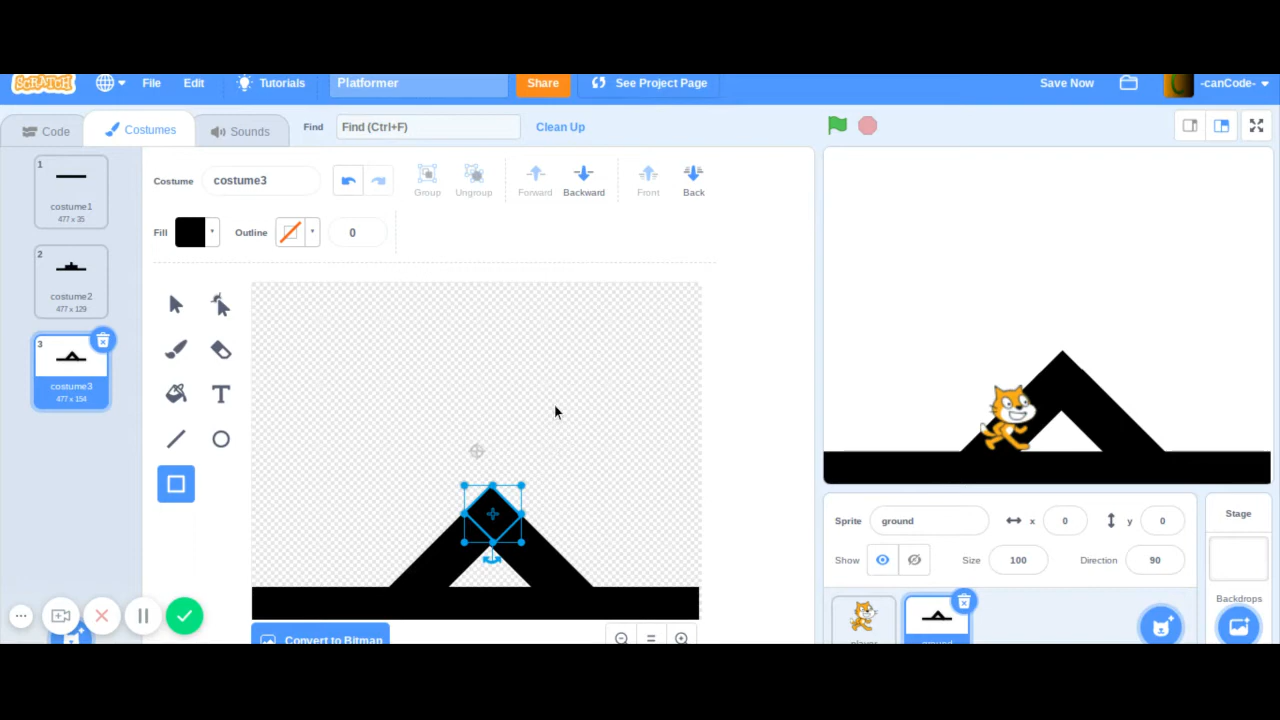 SCRATCH File Edit Tutorials Platformer Share See Project Page Save Now -canCode-
Code Costumes Sounds Find Find (Ctrl+F) Clean Up
1
costume1
477 x 35
2
costume2
477 x 129
3
costume3
477 x 154
Costume costume3 Group Ungroup Forward Backward Front Back
Fill Outline 0
Convert to Bitmap
Sprite ground x 0 y 0
Show Size 100 Direction 90
player ground
Stage
Backdrops